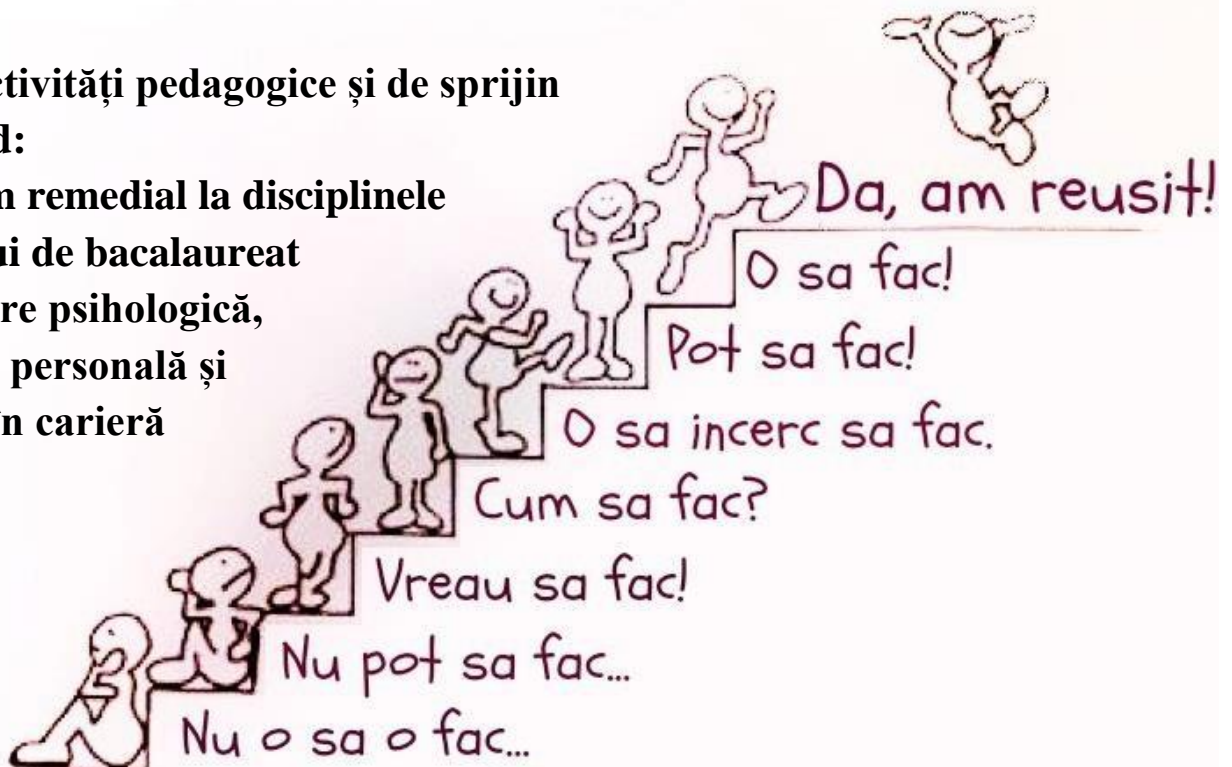 ctivități pedagogice și de sprijin
d:
n remedial la disciplinele
ui de bacalaureat
re psihologică,
personală și
n carieră
Da, am reusit!
O sa fac!
Pot sa fac!
O sa incerc sa fac.
Cum sa fac?
Vreau sa fac!
Nu pot sa fac...
Nu o sa o fac...